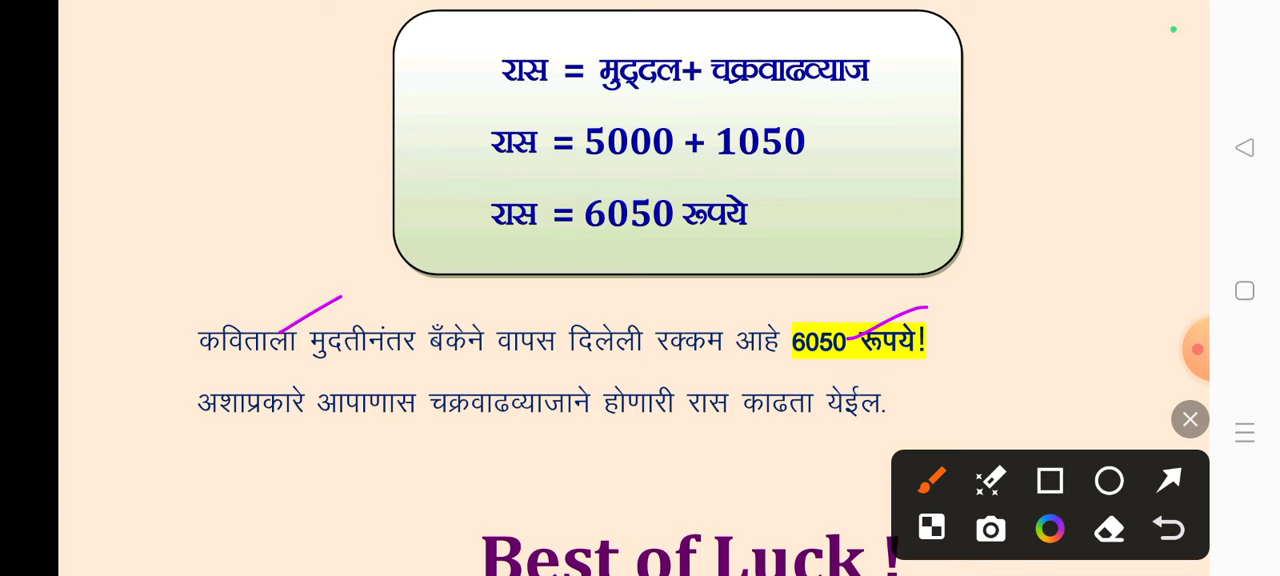 रास = मुद्दल+ चक्रवाढव्याज
रास = 5000 + 1050
रास = 6050 रूपये
कविताला मुदतीनंतर बँकेने वापस दिलेली रक्कम आहे 6050 रूपये!
अशाप्रकारे आपाणास चक्रवाढव्याजाने होणारी रास काढता येईल.
Best of Luck !